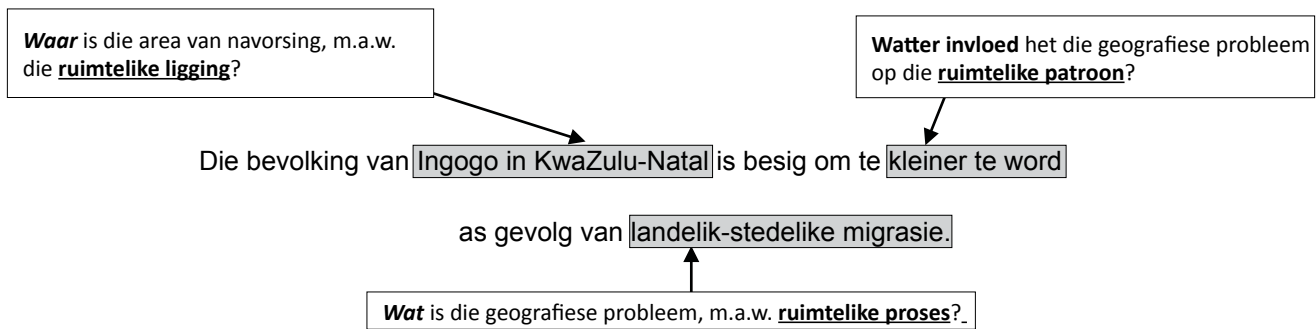 Waar is die area van navorsing, m.a.w.
die ruimtelike ligging?
Watter invloed het die geografiese probleem
op die ruimtelike patroon?
Die bevolking van Ingogo in KwaZulu-Natal is besig om te kleiner te word
as gevolg van landelik-stedelike migrasie.
Wat is die geografiese probleem, m.a.w. ruimtelike proses?